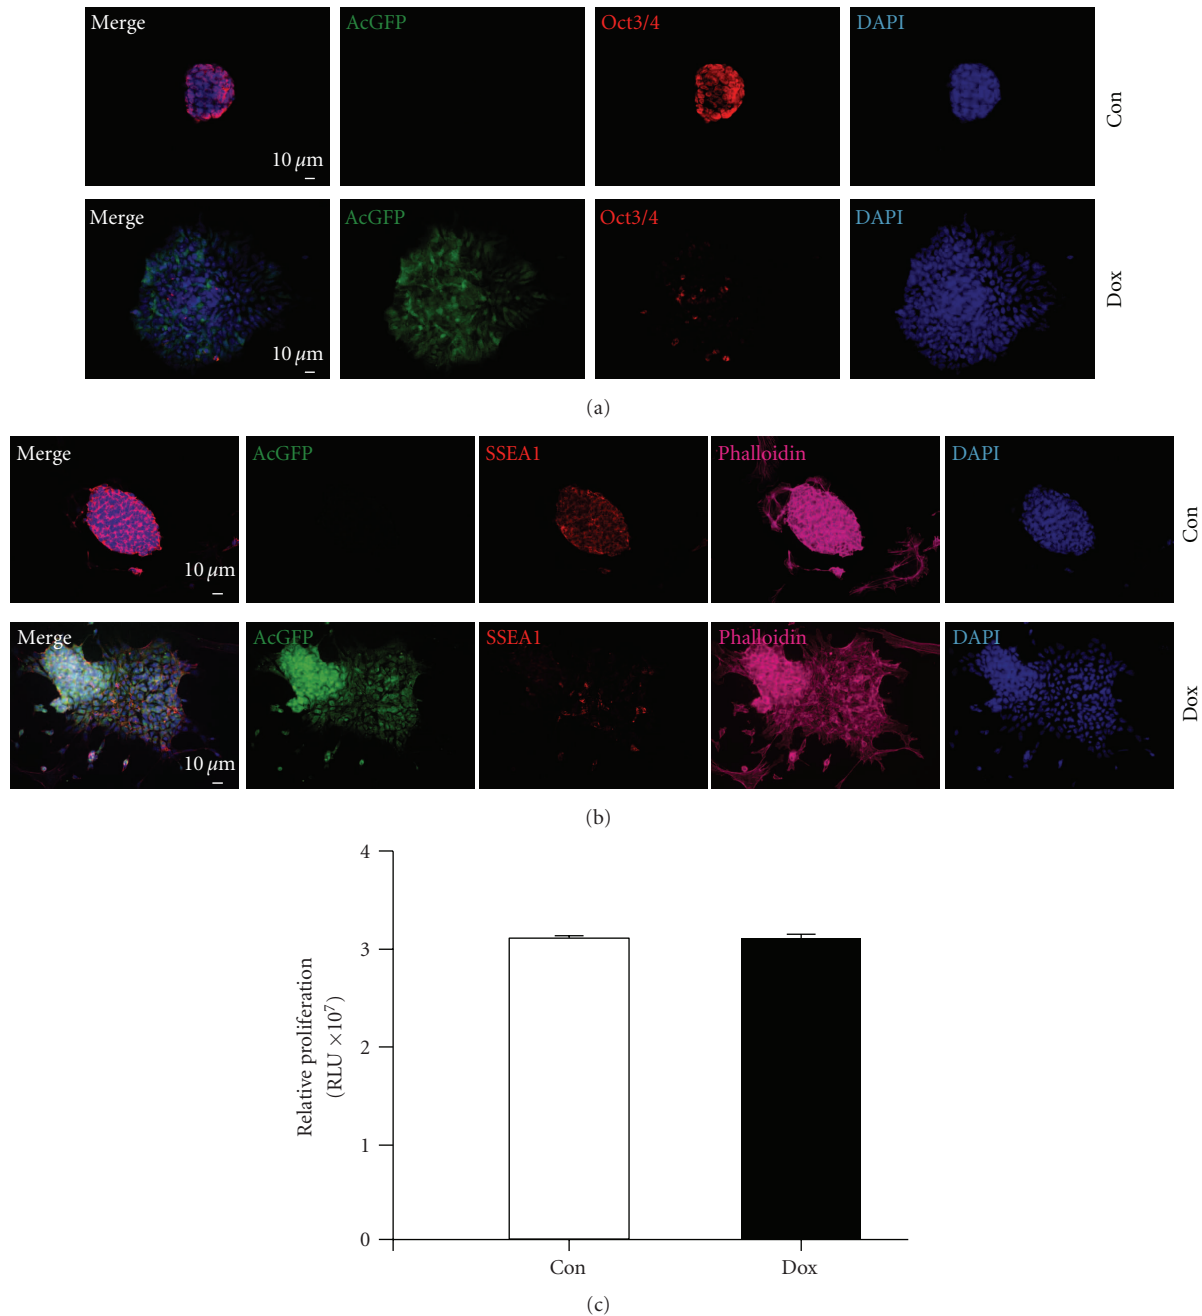 Merge AcGFP Oct3/4 DAPI
10 µm
Con
Merge AcGFP Oct3/4 DAPI
10 µm
Dox
(a)
Merge AcGFP SSEA1 Phalloidin DAPI
10 µm
Con
Merge AcGFP SSEA1 Phalloidin DAPI
10 µm
Dox
(b)
Relative proliferation
(RLU ×10⁷)
4
3
2
1
0
Con Dox
(c)